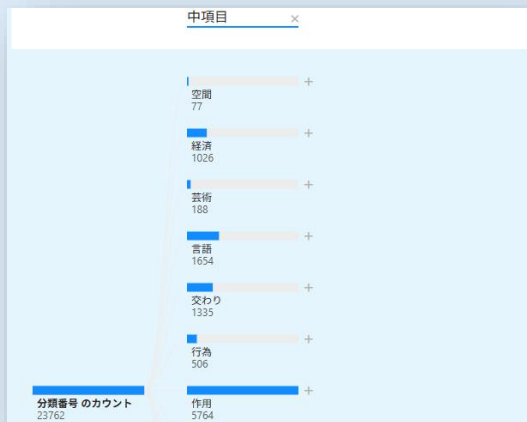 中項目
空間
77
経済
1026
芸術
188
言語
1654
交わり
1335
行為
506
分類番号 のカウント
23762
作用
5764